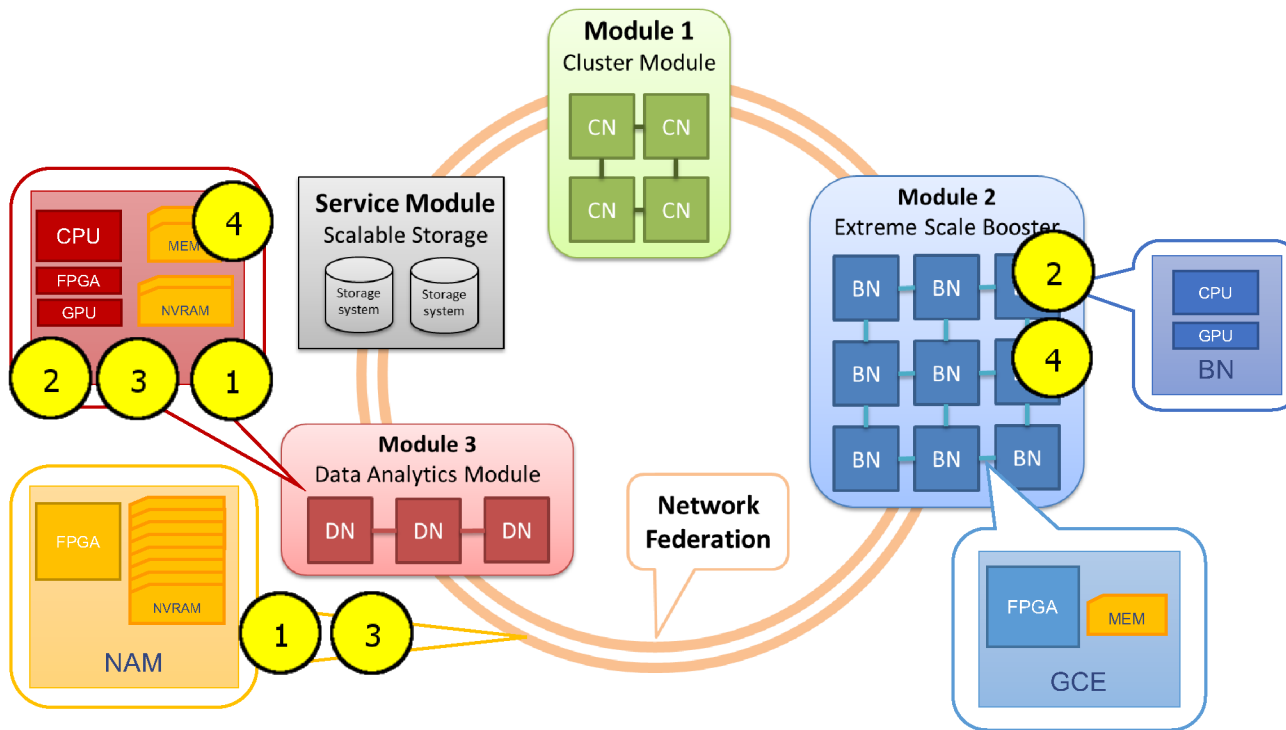 Module 1
Cluster Module
CN
CN
CN
CN
Service Module
Scalable Storage
Storage
system
Storage
system
CPU
MEM
4
FPGA
GPU
NVRAM
2
3
1
Module 2
Extreme Scale Booster
BN
BN
2
BN
BN
4
BN
BN
BN
CPU
GPU
BN
Module 3
Data Analytics Module
DN
DN
DN
Network
Federation
FPGA
NVRAM
NAM
1
3
FPGA
MEM
GCE